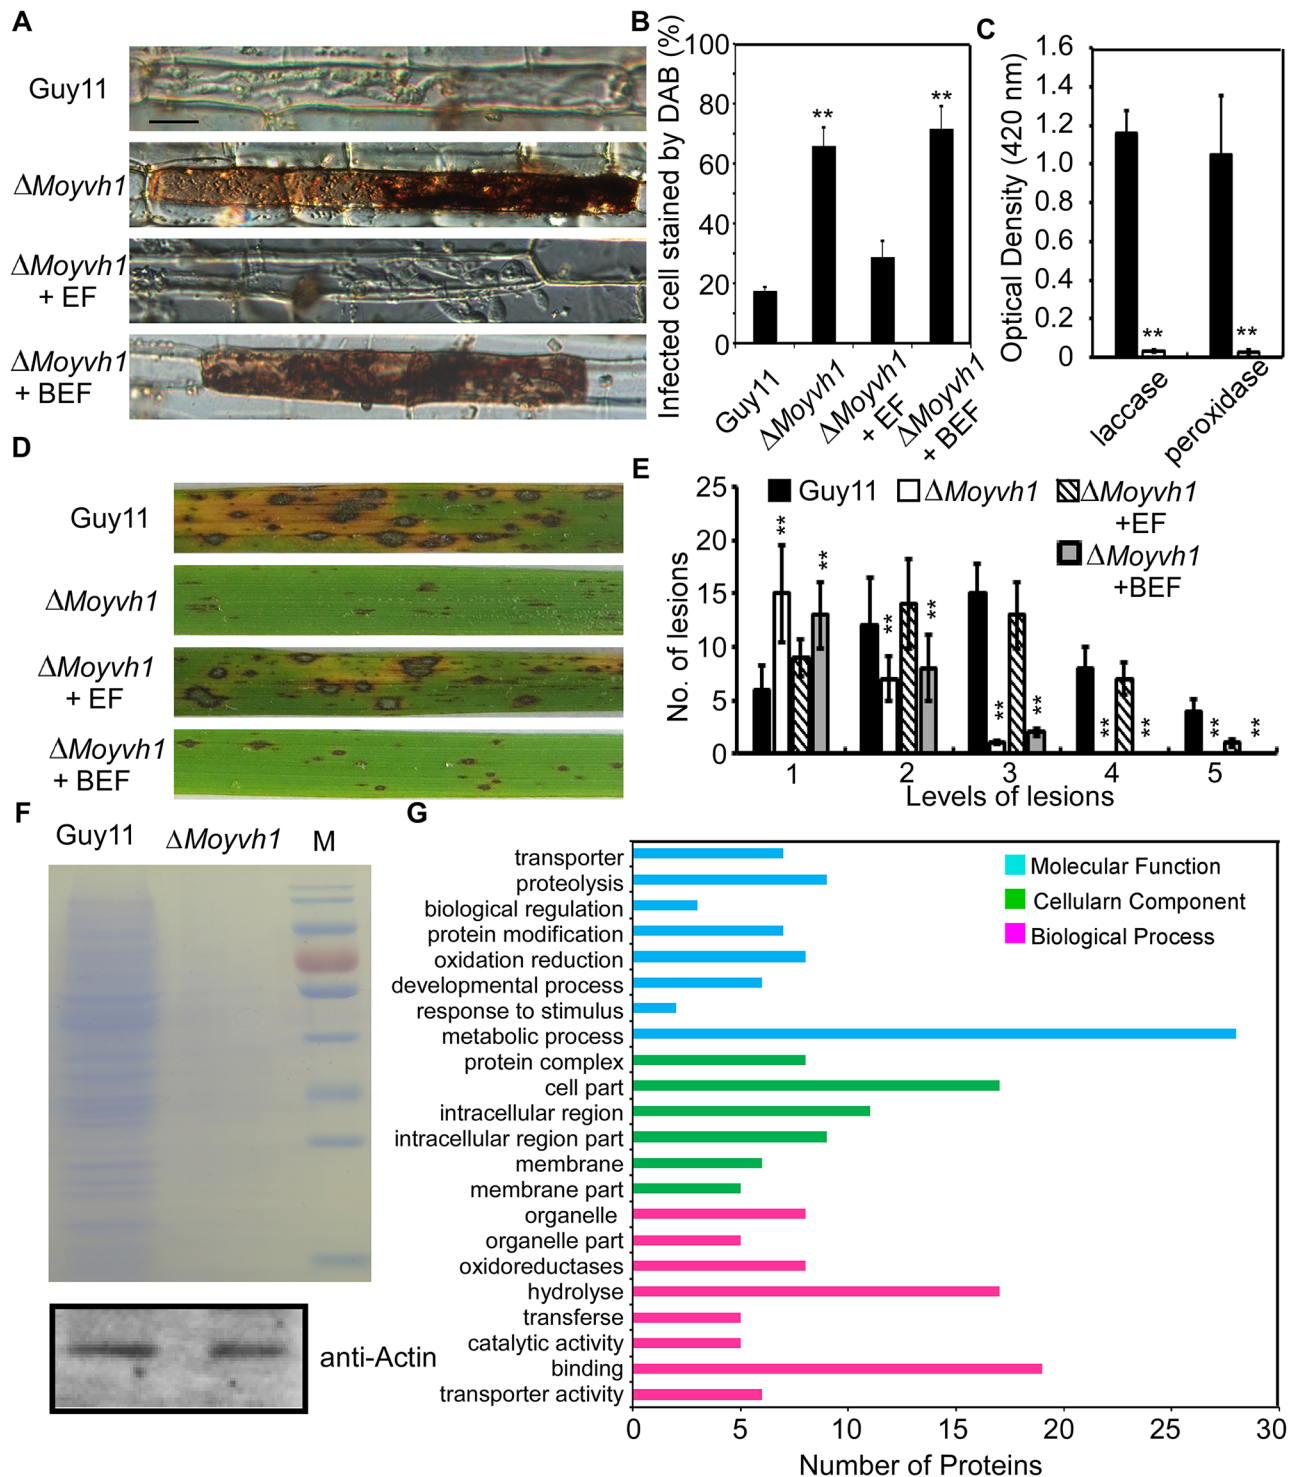 A
Guy11
ΔMoyvh1
ΔMoyvh1
+ EF
ΔMoyvh1
+ BEF
B
Infected cell stained by DAB (%)
100
80
60
40
20
0
**
**
Guy11
ΔMoyvh1
ΔMoyvh1
+ EF
ΔMoyvh1
+ BEF
C
Optical Density (420 nm)
1.6
1.4
1.2
1.0
0.8
0.6
0.4
0.2
0
**
**
laccase
peroxidase
D
Guy11
ΔMoyvh1
ΔMoyvh1
+ EF
ΔMoyvh1
+ BEF
E
No. of lesions
25
20
15
10
5
0
Guy11
ΔMoyvh1
ΔMoyvh1
+EF
ΔMoyvh1
+BEF
**
**
**
**
**
**
**
**
**
**
1
2
3
4
5
Levels of lesions
F
Guy11
ΔMoyvh1
M
anti-Actin
G
transporter
proteolysis
biological regulation
protein modification
oxidation reduction
developmental process
response to stimulus
metabolic process
protein complex
cell part
intracellular region
intracellular region part
membrane
membrane part
organelle
organelle part
oxidoreductases
hydrolyse
transferse
catalytic activity
binding
transporter activity
Molecular Function
Cellularn Component
Biological Process
0
5
10
15
20
25
30
Number of Proteins